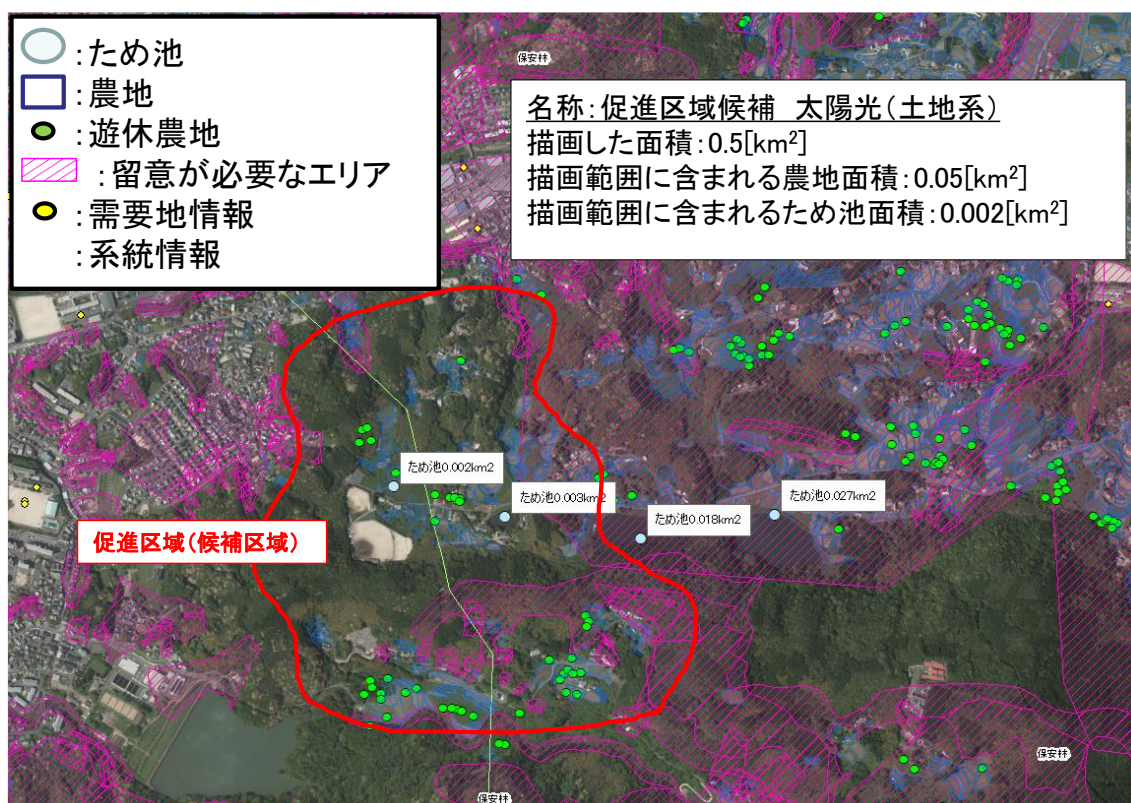 :ため池
:農地
:遊休農地
:留意が必要なエリア
:需要地情報
:系統情報
保安林
名称:促進区域候補 太陽光(土地系)
描画した面積:0.5[km²]
描画範囲に含まれる農地面積:0.05[km²]
描画範囲に含まれるため池面積:0.002[km²]
ため池0.002km2
ため池0.003km2
ため池0.018km2
ため池0.027km2
促進区域(候補区域)
保安林
保安林